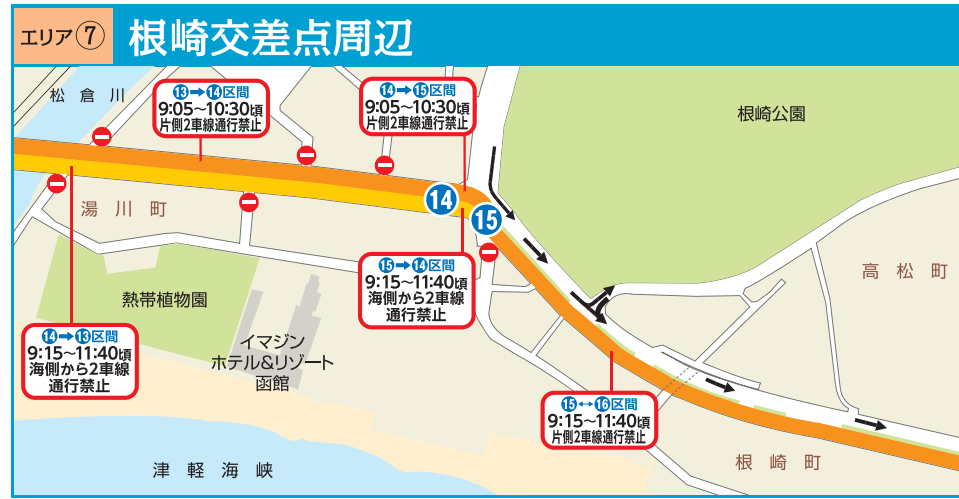 エリア⑦ 根崎交差点周辺
松倉川
⑬→⑭区間
9:05～10:30頃
片側2車線通行禁止
⑭→⑮区間
9:05～10:30頃
片側2車線通行禁止
根崎公園
湯川町
14
15
高松町
熱帯植物園
⑮→⑭区間
9:15～11:40頃
海側から2車線
通行禁止
⑭→⑬区間
9:15～11:40頃
海側から2車線
通行禁止
イマジン
ホテル&リゾート
函館
⑮↔⑯区間
9:15～11:40頃
片側2車線通行禁止
根崎町
津軽海峡